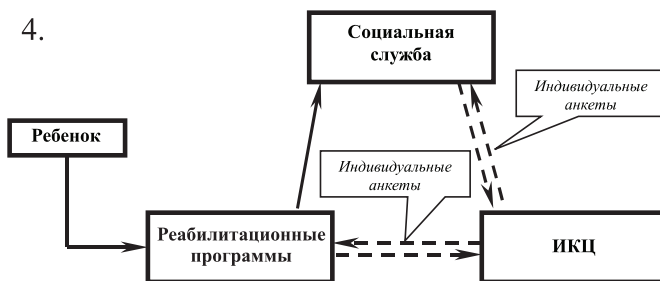 4.
Социальная
служба
Индивидуальные
анкеты
Ребенок
Индивидуальные
анкеты
Реабилитационные
программы
ИКЦ